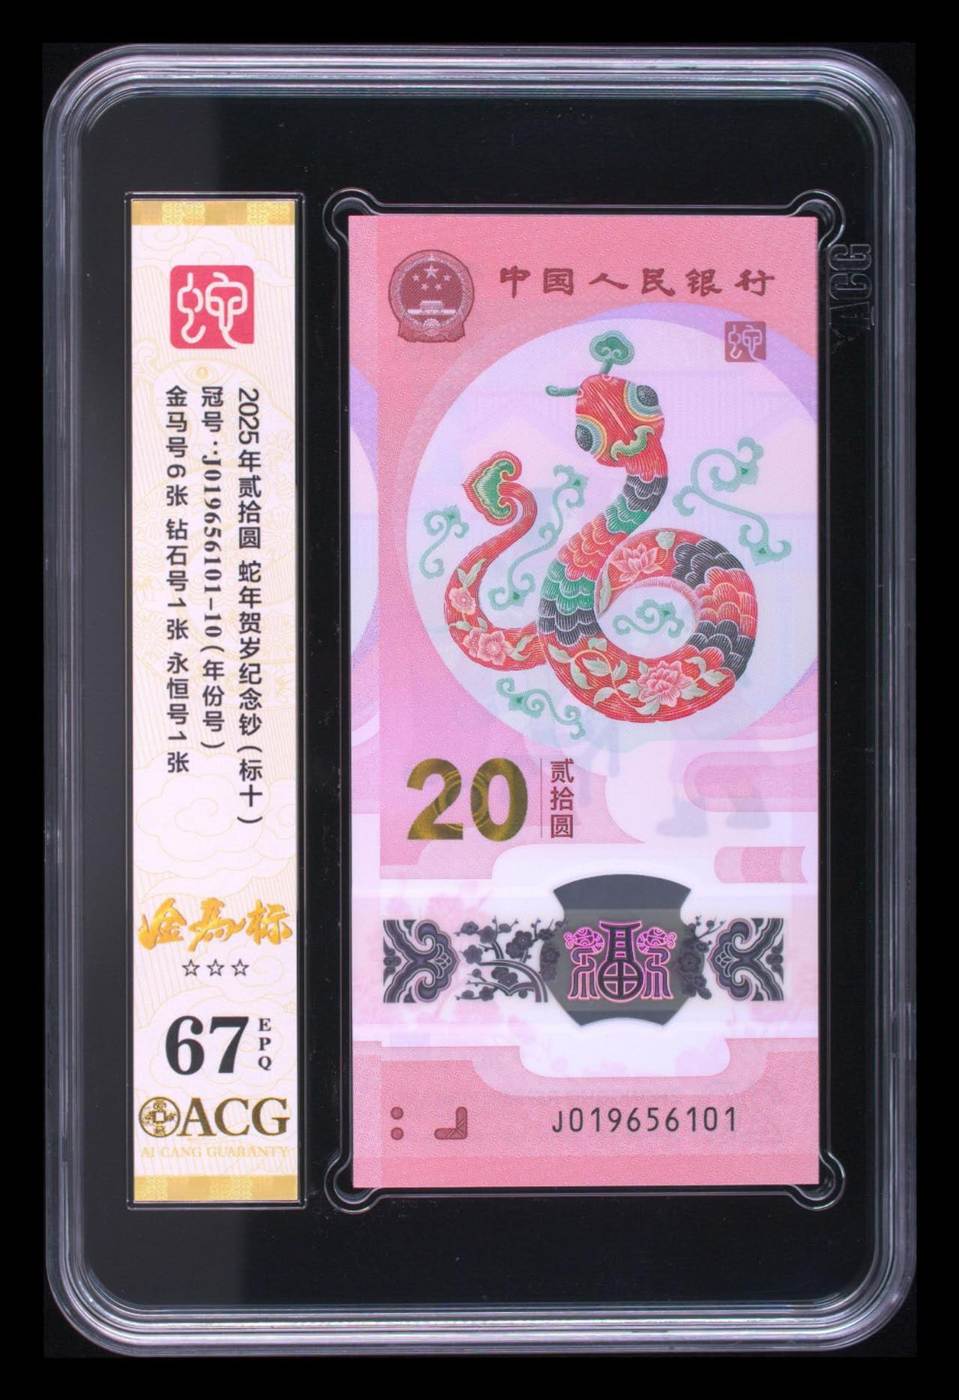 蛇
2025年贰拾圆 蛇年贺岁纪念钞(标十)
冠号:J019656101-10(年份号)
金马号6张 钻石号1张 永恒号1张
金马标
67
EPQ
ACG
AI CANG GUARANTY
中国人民银行
蛇
20
贰拾圆
福
J019656101
ACG